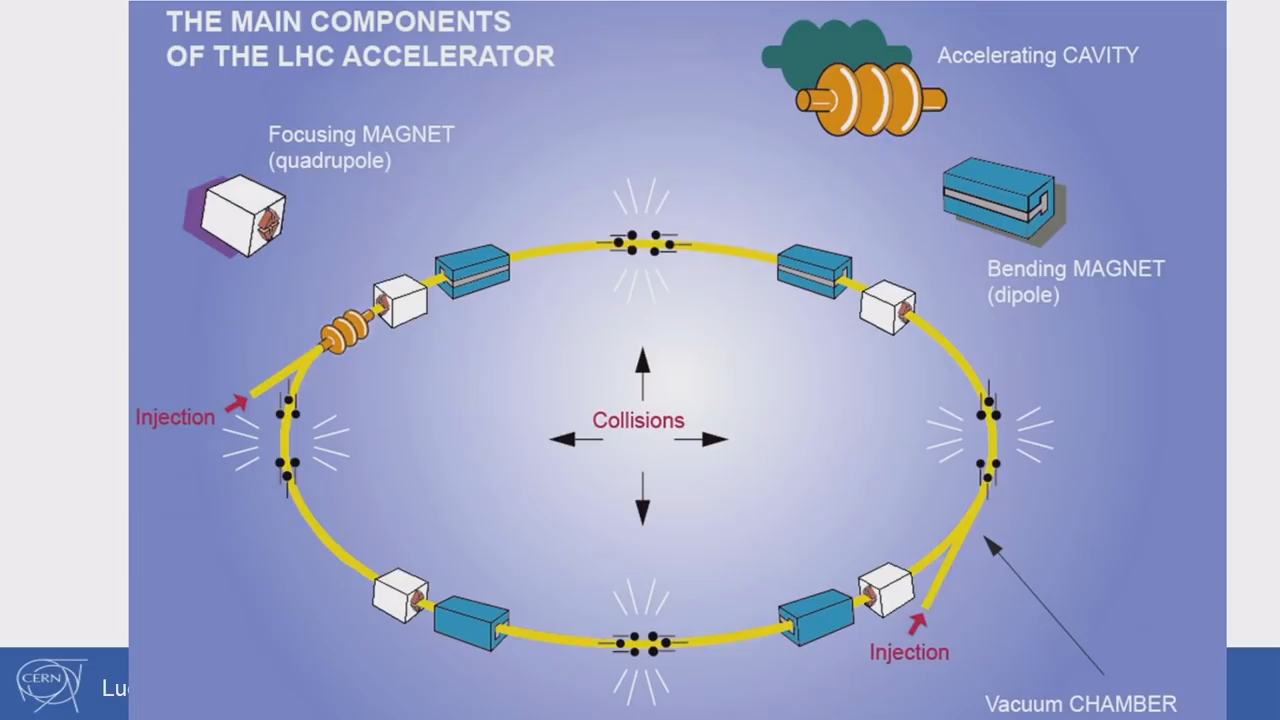 THE MAIN COMPONENTS
OF THE LHC ACCELERATOR
Accelerating CAVITY
Focusing MAGNET
(quadrupole)
Bending MAGNET
(dipole)
Injection
Collisions
Injection
Vacuum CHAMBER
CERN